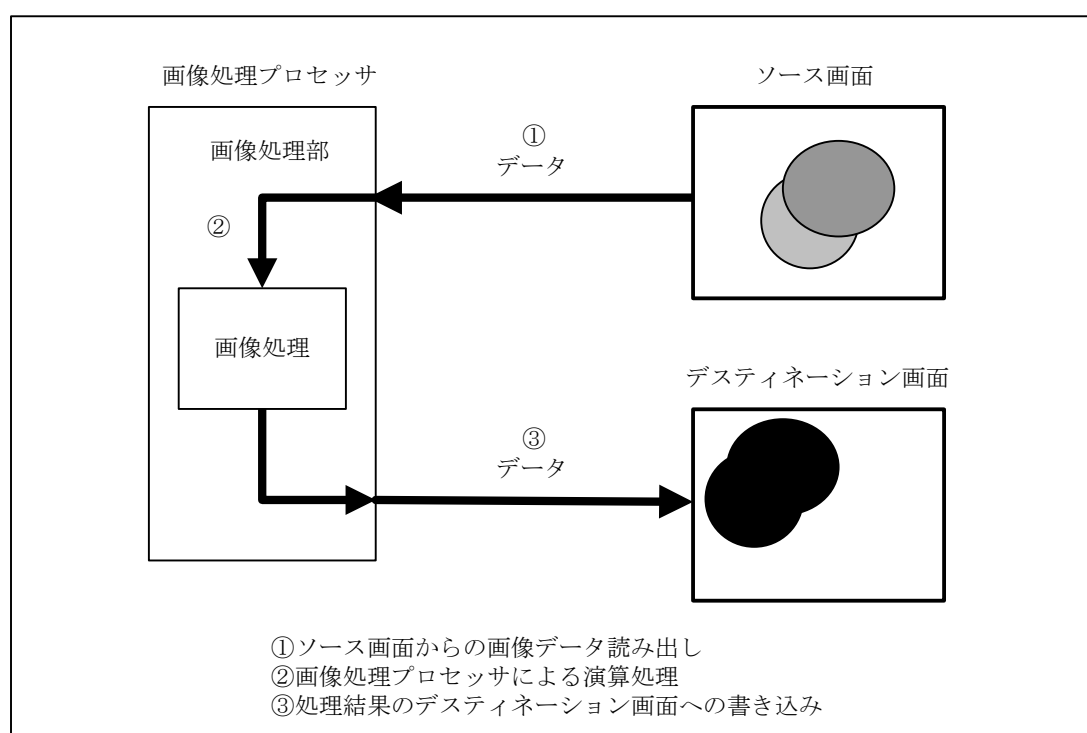 画像処理プロセッサ
ソース画面
画像処理部
①
データ
②
画像処理
デスティネーション画面
③
データ
①ソース画面からの画像データ読み出し
②画像処理プロセッサによる演算処理
③処理結果のデスティネーション画面への書き込み